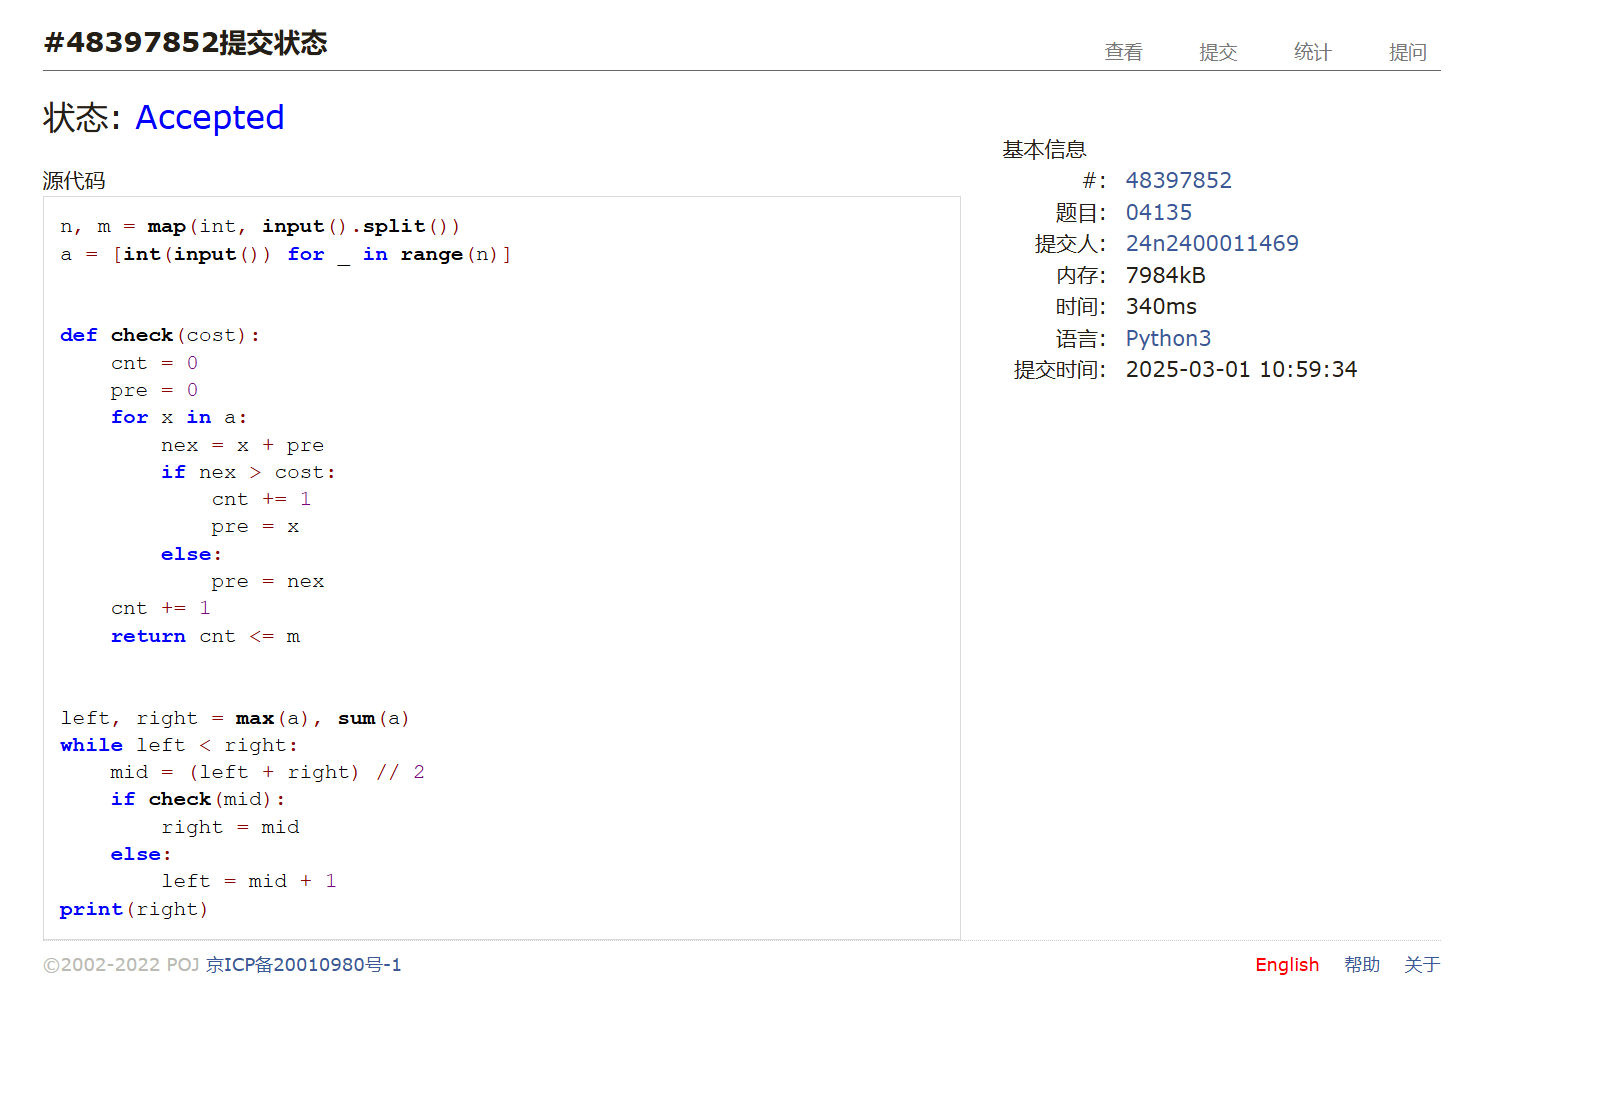 #48397852提交状态
查看 提交 统计 提问
状态: Accepted
源代码
n, m = map(int, input().split())
a = [int(input()) for _ in range(n)]
def check(cost):
    cnt = 0
    pre = 0
    for x in a:
        nex = x + pre
        if nex > cost:
            cnt += 1
            pre = x
        else:
            pre = nex
    cnt += 1
    return cnt <= m
left, right = max(a), sum(a)
while left < right:
    mid = (left + right) // 2
    if check(mid):
        right = mid
    else:
        left = mid + 1
print(right)
基本信息
#: 48397852
题目: 04135
提交人: 24n2400011469
内存: 7984kB
时间: 340ms
语言: Python3
提交时间: 2025-03-01 10:59:34
©2002-2022 POJ 京ICP备20010980号-1
English 帮助 关于